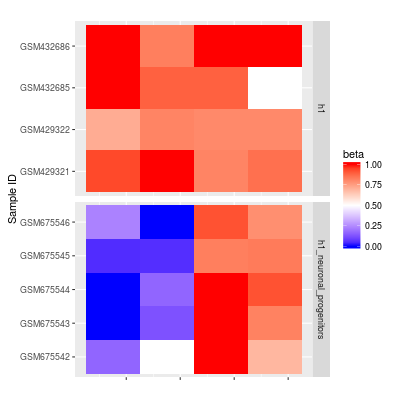 GSM432686
GSM432685
GSM429322
GSM429321
h1
GSM675546
GSM675545
GSM675544
GSM675543
GSM675542
h1_neuronal_progenitors
Sample ID
beta
1.00
0.75
0.50
0.25
0.00